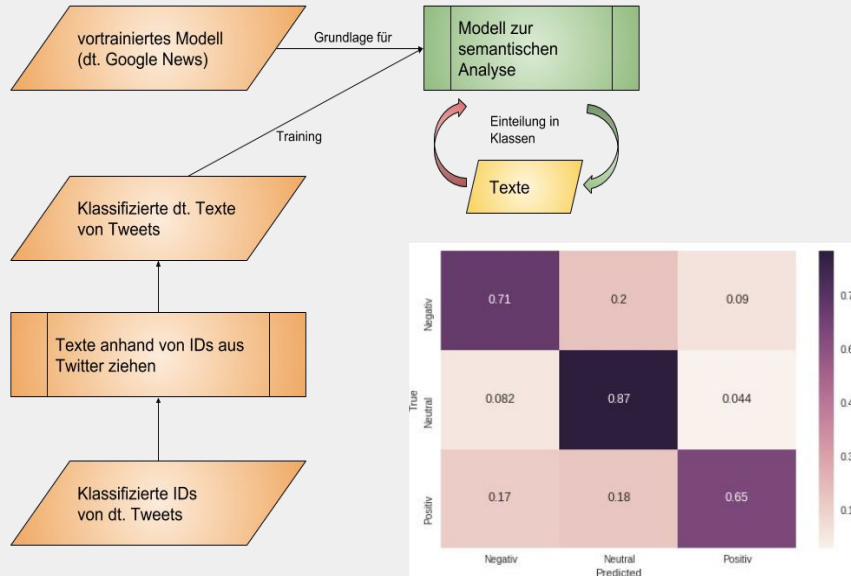 vortrainiertes Modell
(dt. Google News)
Grundlage für
Modell zur
semantischen
Analyse
Training
Einteilung in
Klassen
Texte
Klassifizierte dt. Texte
von Tweets
Texte anhand von IDs aus
Twitter ziehen
Klassifizierte IDs
von dt. Tweets
True
Negativ
0.71 0.2 0.09
Neutral
0.082 0.87 0.044
Positiv
0.17 0.18 0.65
Negativ Neutral Positiv
Predicted